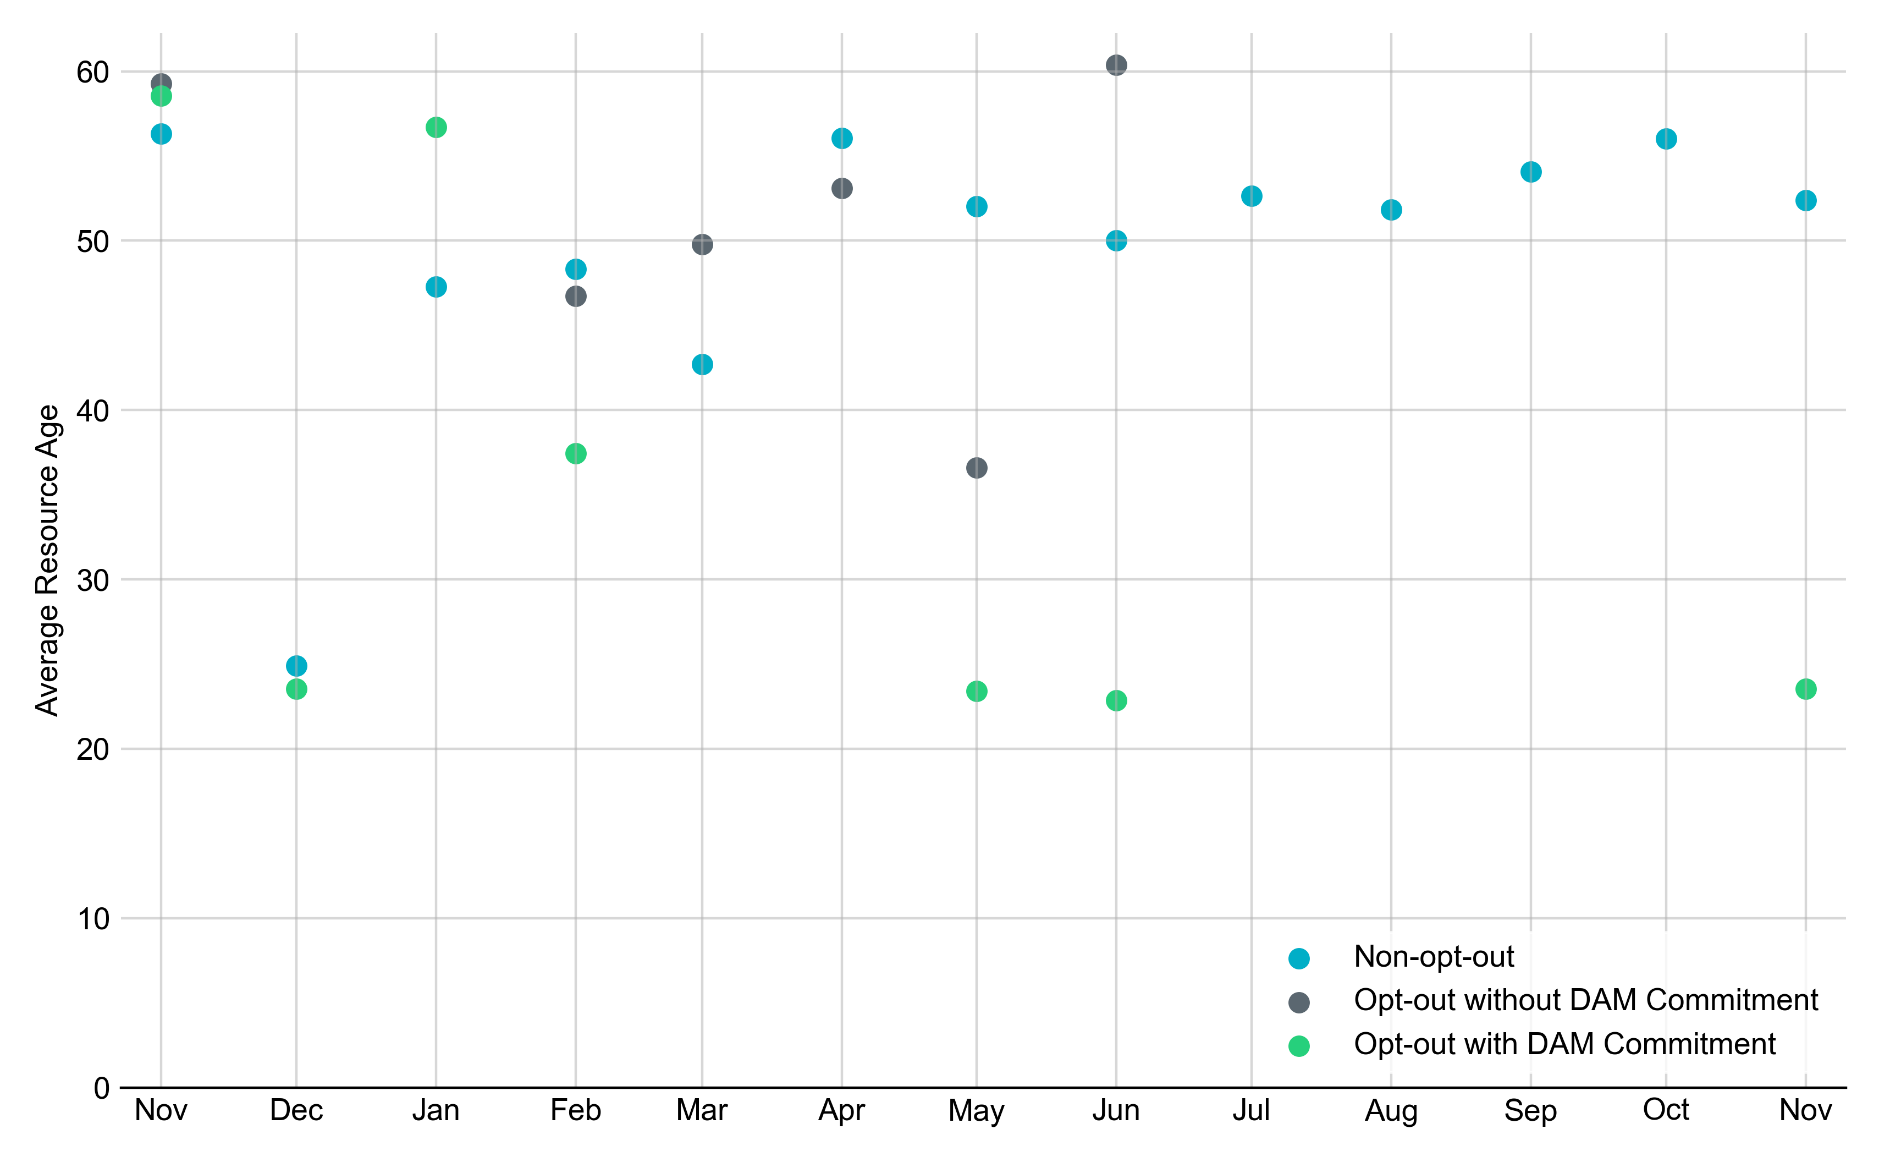 60
50
40
30
20
10
0
Average Resource Age
Non-opt-out
Opt-out without DAM Commitment
Opt-out with DAM Commitment
Nov Dec Jan Feb Mar Apr May Jun Jul Aug Sep Oct Nov